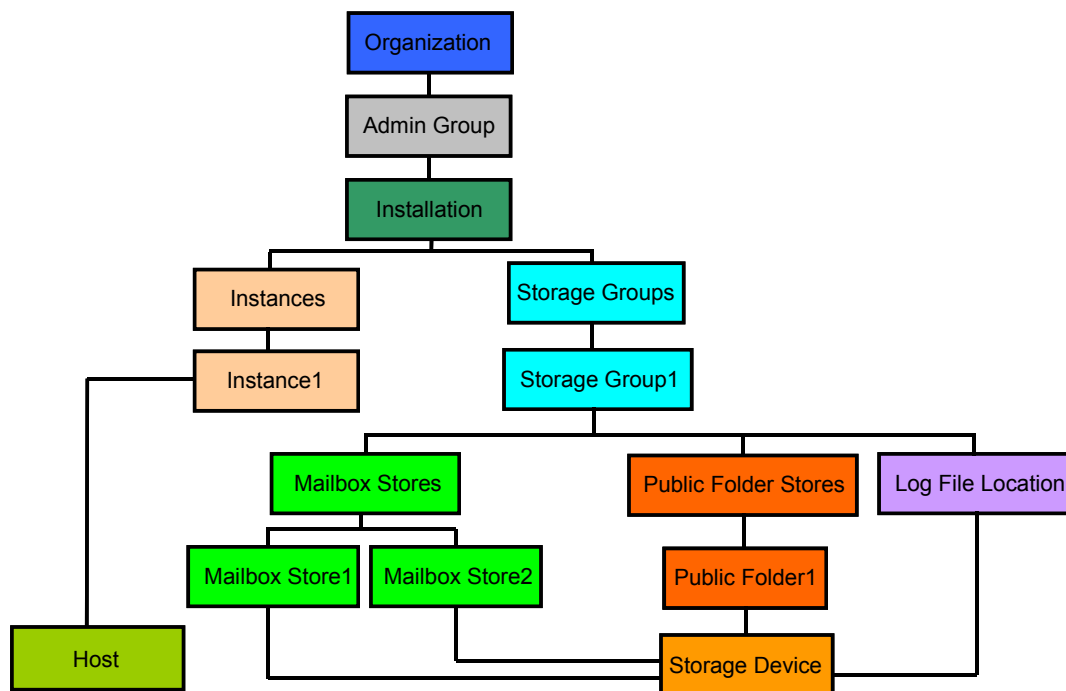 Organization
Admin Group
Installation
Instances
Storage Groups
Instance1
Storage Group1
Mailbox Stores
Public Folder Stores
Log File Location
Mailbox Store1
Mailbox Store2
Public Folder1
Host
Storage Device